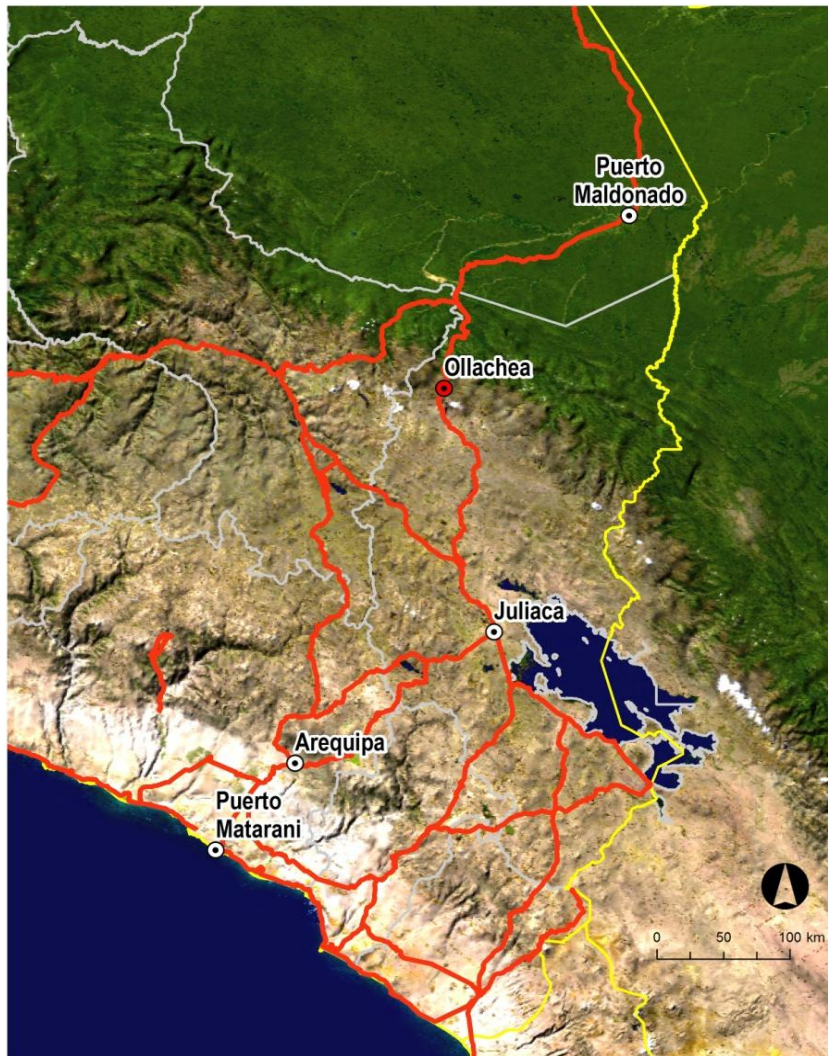 Puerto
Maldonado
Ollachea
Juliaca
Arequipa
Puerto
Matarani
0 50 100 km